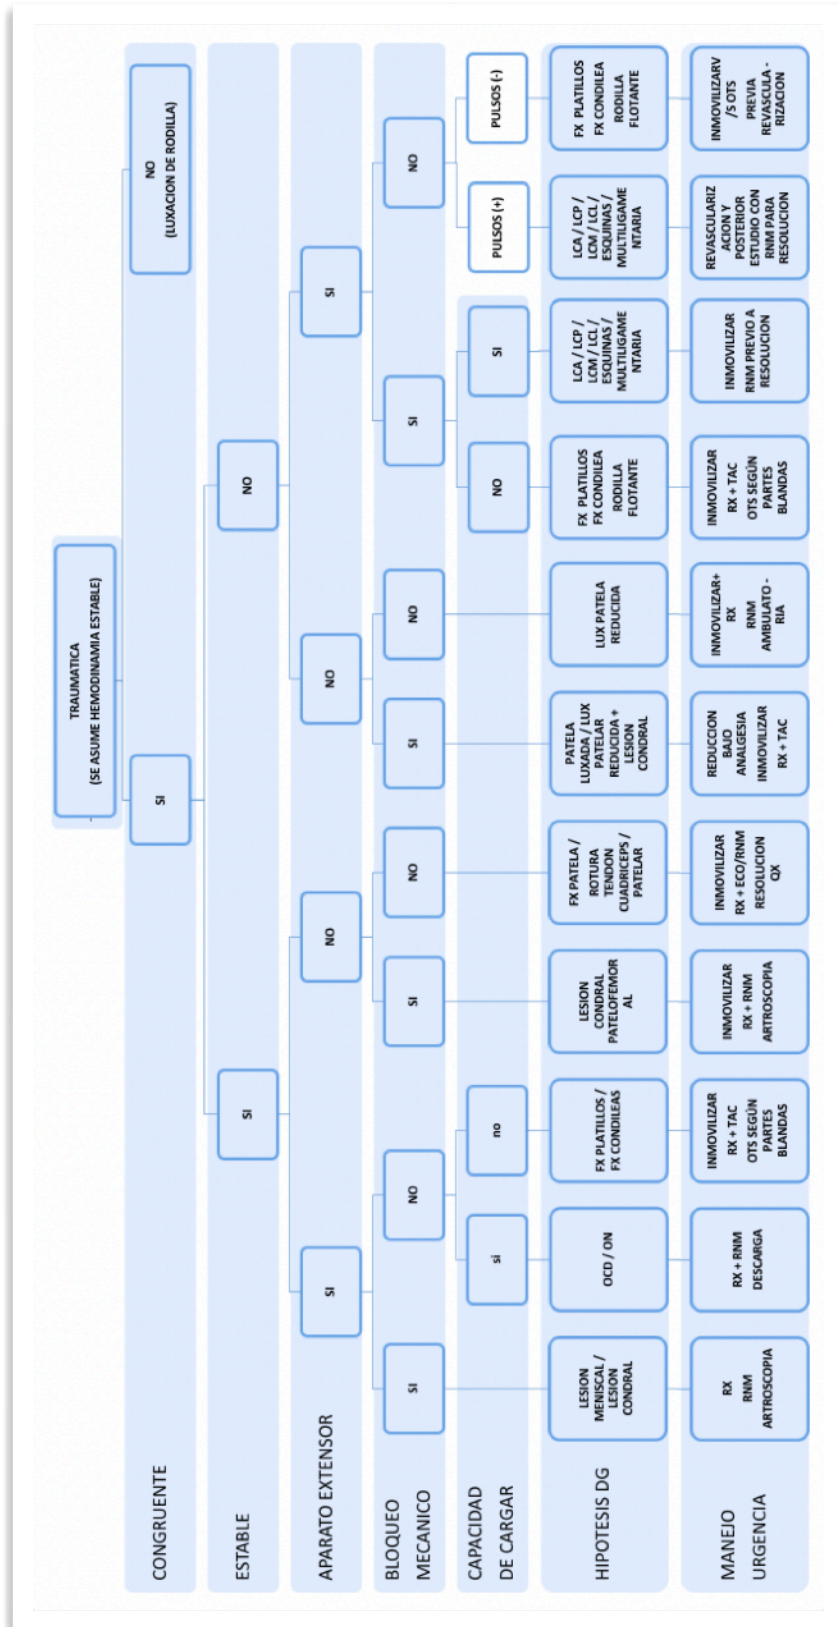 TRAUMATICA
(SE ASUME HEMODINAMIA ESTABLE)
CONGRUENTE
SI
NO
(LUXACION DE RODILLA)
ESTABLE
SI
NO
APARATO EXTENSOR
SI
NO
NO
SI
BLOQUEO
MECANICO
SI
NO
SI
NO
SI
NO
SI
NO
CAPACIDAD
DE CARGAR
si
no
NO
SI
PULSOS (+)
PULSOS (-)
HIPOTESIS DG
LESION
MENISCAL /
LESION
CONDRAL
OCD / ON
FX PLATILLOS /
FX CONDILEAS
LESION
CONDRAL
PATELOFEMOR
AL
FX PATELA /
ROTURA
TENDON
CUADRICEPS /
PATELAR
PATELA
LUXADA / LUX
PATELAR
REDUCIDA +
LESION
CONDRAL
LUX PATELA
REDUCIDA
FX PLATILLOS
FX CONDILEA
RODILLA
FLOTANTE
LCA / LCP /
LCM / LCL /
ESQUINAS /
MULTILIGAME
NTARIA
LCA / LCP /
LCM / LCL /
ESQUINAS /
MULTILIGAME
NTARIA
FX PLATILLOS
FX CONDILEA
RODILLA
FLOTANTE
MANEJO
URGENCIA
RX
RNM
ARTROSCOPIA
RX + RNM
DESCARGA
INMOVILIZAR
RX + TAC
OTS SEGÚN
PARTES
BLANDAS
INMOVILIZAR
RX + RNM
ARTROSCOPIA
INMOVILIZAR
RX + ECO/RNM
RESOLUCION
QX
REDUCCION
BAJO
ANALGESIA
INMOVILIZAR
RX + TAC
INMOVILIZAR+
RX
RNM
AMBULATO -
RIA
INMOVILIZAR
RX + TAC
OTS SEGÚN
PARTES
BLANDAS
INMOVILIZAR
RNM PREVIO A
RESOLUCION
REVASCULARIZ
ACION Y
POSTERIOR
ESTUDIO CON
RNM PARA
RESOLUCION
INMOVILIZARV
/S OTS
PREVIA
REVASCULA -
RIZACION